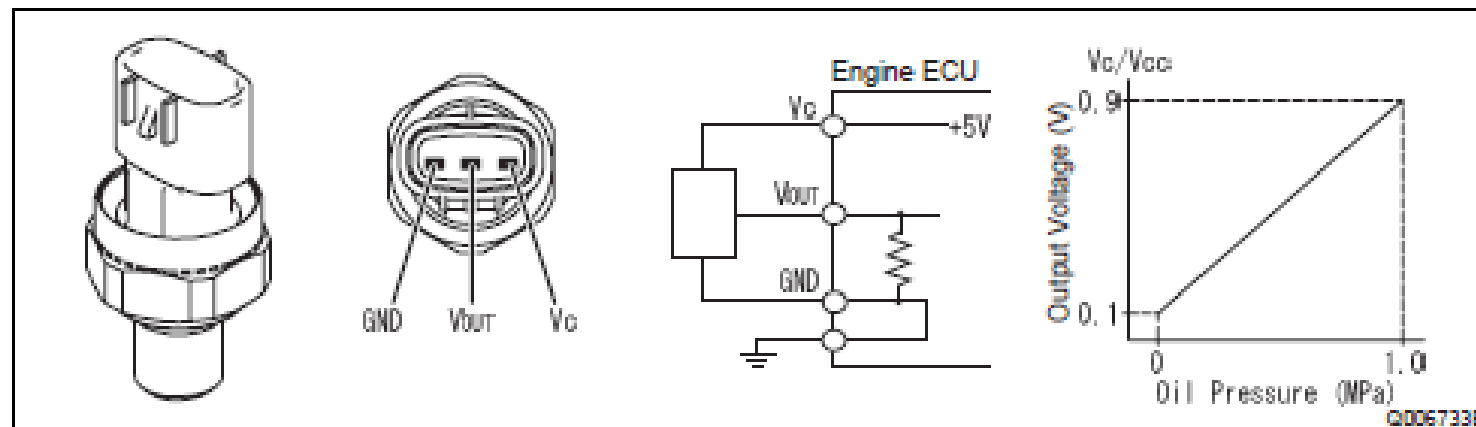 GND VOUT VC
Engine ECU
VC
+5V
VOUT
GND
VC/VCC
Output Voltage (V)
0.9
0.1
0 1.0
Oil Pressure (MPa)
Q006733E